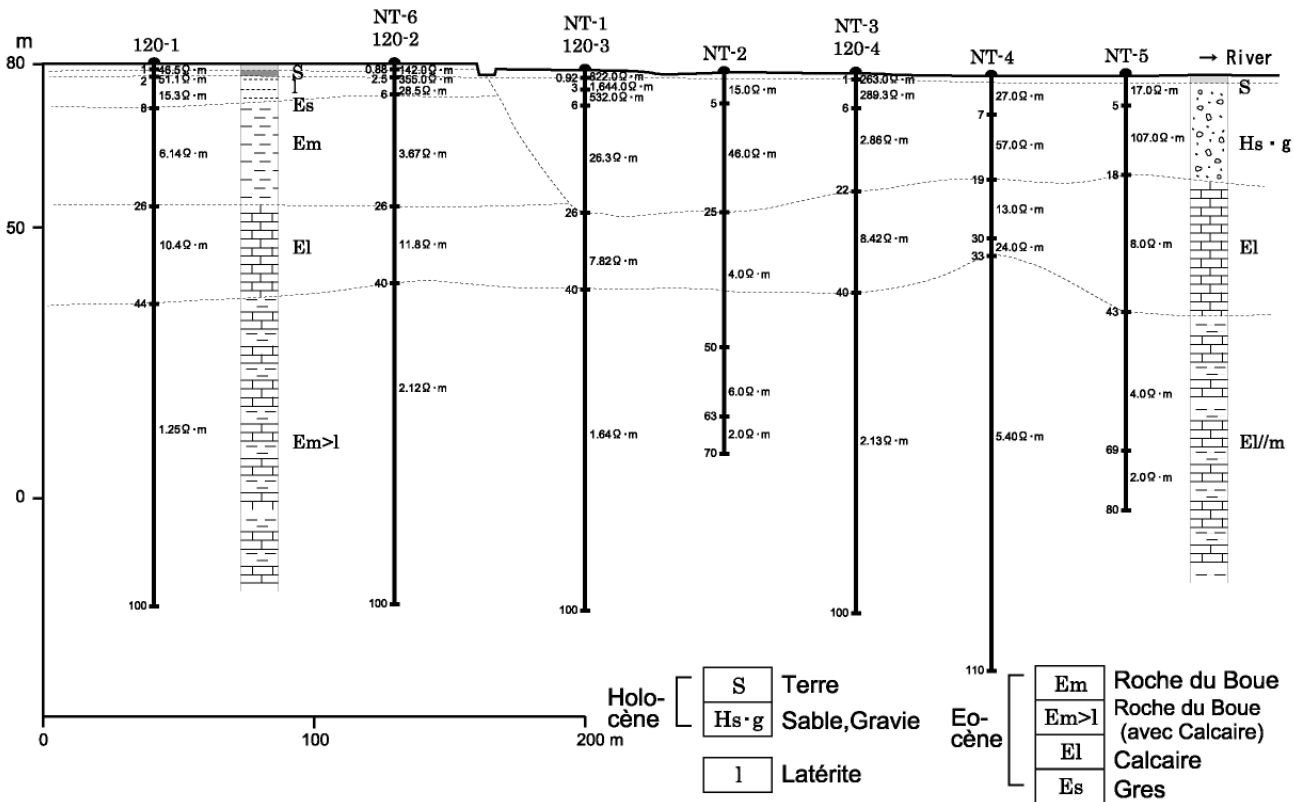 m
80
50
0
0
100
200 m
120-1
1
46.5Ω·m
2
51.1Ω·m
15.3Ω·m
8
6.14Ω·m
26
10.4Ω·m
44
1.25Ω·m
100
S
l
Es
Em
El
Em>l
NT-6
120-2
0.88
142.0Ω·m
2.5
355.0Ω·m
28.5Ω·m
6
3.67Ω·m
26
11.8Ω·m
40
2.12Ω·m
100
NT-1
120-3
0.92
822.0Ω·m
1,644.0Ω·m
3
532.0Ω·m
6
26.3Ω·m
26
7.82Ω·m
40
1.64Ω·m
100
NT-2
15.0Ω·m
5
46.0Ω·m
25
4.0Ω·m
50
6.0Ω·m
63
2.0Ω·m
70
NT-3
120-4
1
263.0Ω·m
289.3Ω·m
6
2.86Ω·m
22
8.42Ω·m
40
2.13Ω·m
100
NT-4
27.0Ω·m
7
57.0Ω·m
19
13.0Ω·m
30
24.0Ω·m
33
5.40Ω·m
110
NT-5
17.0Ω·m
5
107.0Ω·m
18
8.0Ω·m
43
4.0Ω·m
69
2.0Ω·m
80
→ River
S
Hs·g
El
El//m
Holo-
cène
S Terre
Hs·g Sable,Gravie
l Latérite
Eo-
cène
Em Roche du Boue
Em>l Roche du Boue
(avec Calcaire)
El Calcaire
Es Gres